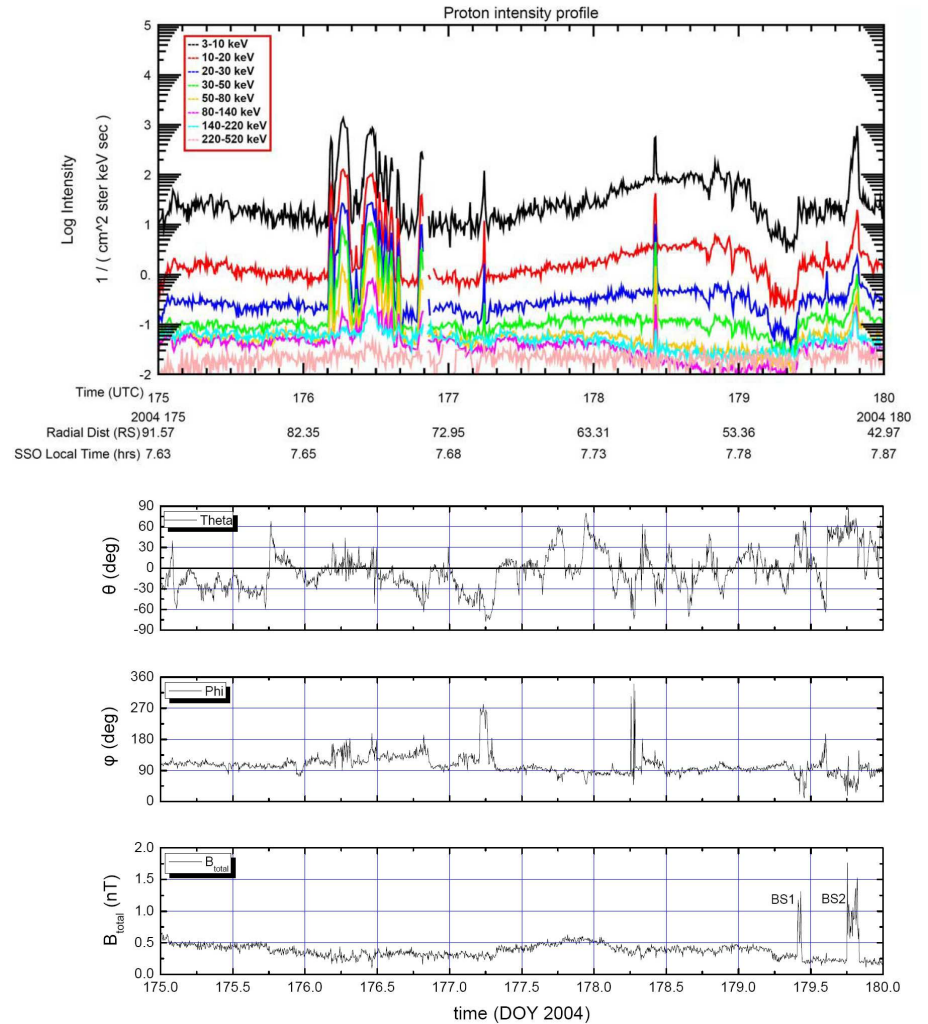 Proton intensity profile
5
4
3
2
1
0.
-1
-2
Log Intensity
1 / ( cm^2 ster keV sec )
3-10 keV
10-20 keV
20-30 keV
30-50 keV
50-80 keV
80-140 keV
140-220 keV
220-520 keV
Time (UTC) 175 176 177 178 179 180
2004 175 2004 180
Radial Dist (RS) 91.57 82.35 72.95 63.31 53.36 42.97
SSO Local Time (hrs) 7.63 7.65 7.68 7.73 7.78 7.87
Theta
90
60
30
0
-30
-60
-90
θ (deg)
Phi
360
270
180
90
0
φ (deg)
B total
2.0
1.5
1.0
0.5
0.0
B total (nT)
BS1 BS2
175.0 175.5 176.0 176.5 177.0 177.5 178.0 178.5 179.0 179.5 180.0
time (DOY 2004)